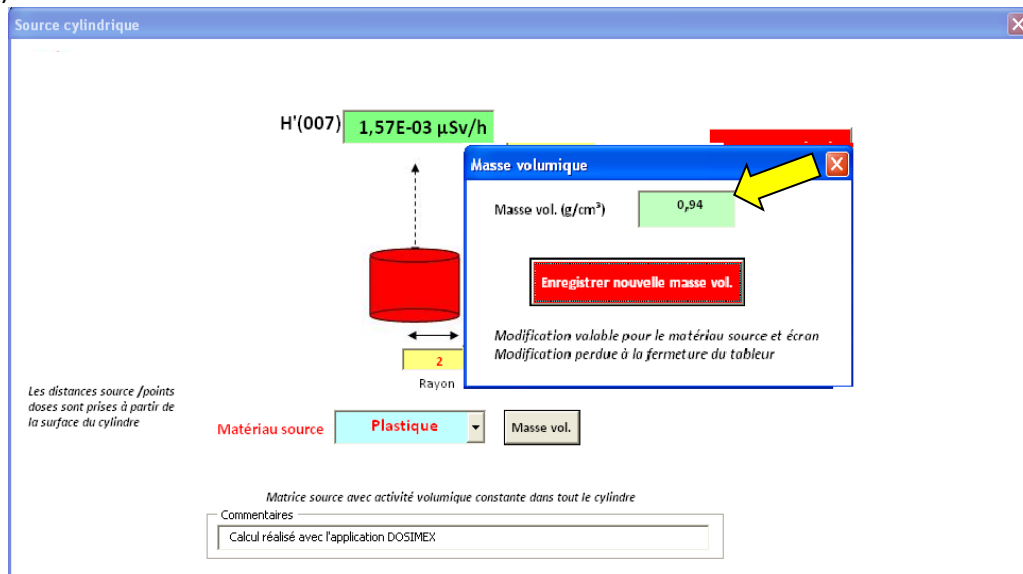 Source cylindrique
H'(007)
1,57E-03 µSv/h
Masse volumique
Masse vol. (g/cm³)
0,94
Enregistrer nouvelle masse vol.
Modification valable pour le matériau source et écran
Modification perdue à la fermeture du tableur
2
Rayon
Les distances source /points
doses sont prises à partir de
la surface du cylindre
Matériau source
Plastique
Masse vol.
Matrice source avec activité volumique constante dans tout le cylindre
Commentaires
Calcul réalisé avec l'application DOSIMEX